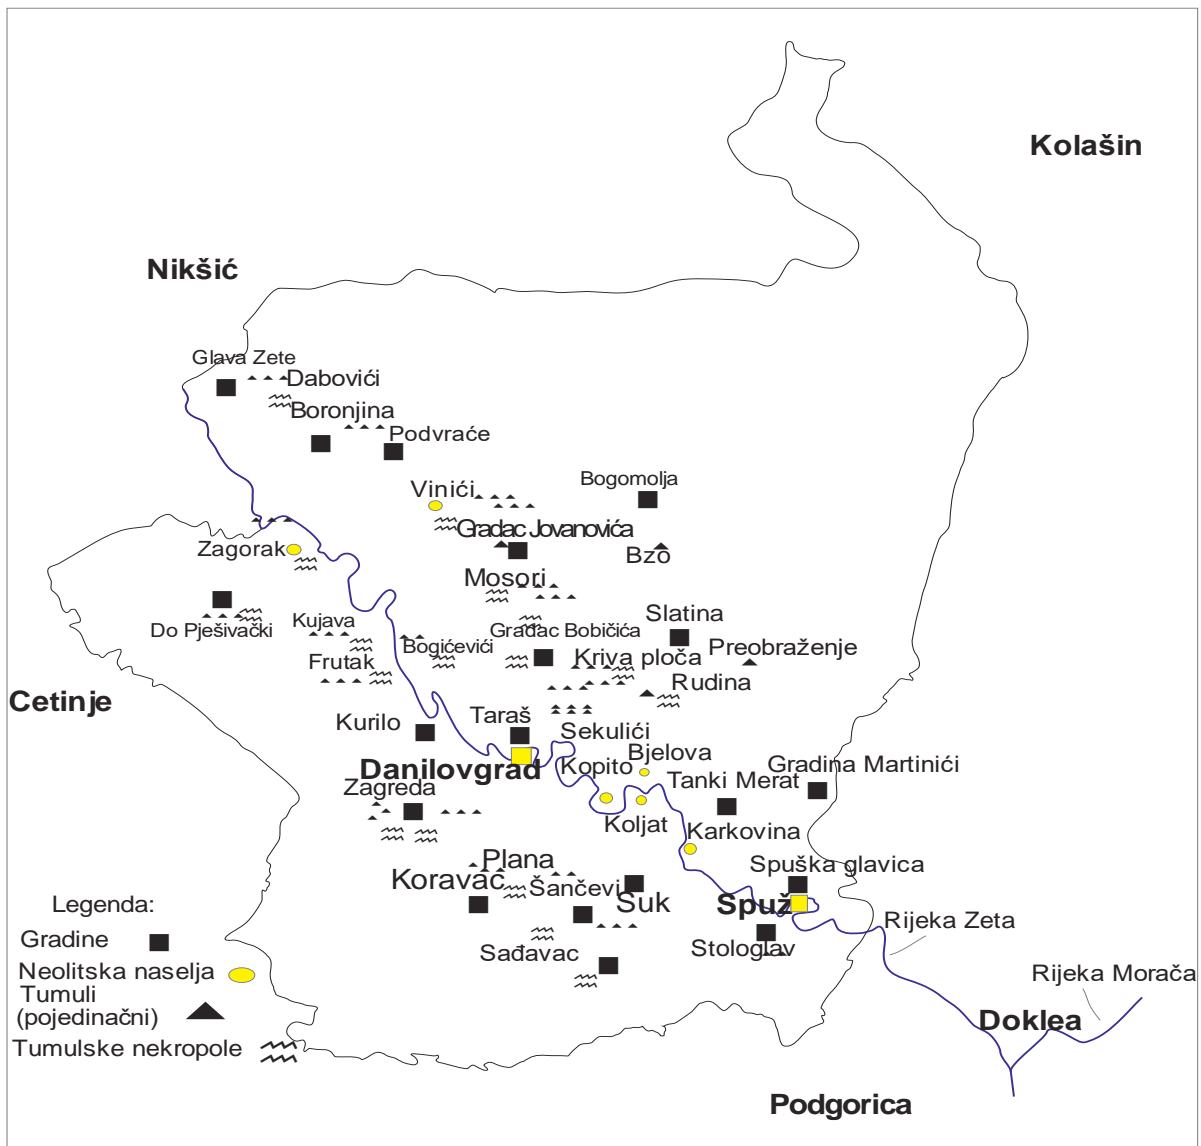 Kolašin
Nikšić
Glava Zete
Dabovići
Boronjina
Podvraće
Bogomolja
Vinići
Gradac Jovanovića
Zagorak
Bzo
Mosori
Slatina
Kujava
Do Pješivački
Gradac Bobičića
Bogićevići
Preobraženje
Kriva ploča
Frutak
Rudina
Cetinje
Taraš
Kurilo
Sekulići
Bjelova
Danilovgrad
Kopito
Gradina Martinići
Tanki Merat
Zagreda
Koljat
Karkovina
Plana
Spuška glavica
Koravac
Šančevi
Suk
Spuž
Legenda:
Rijeka Zeta
Gradine
Stologlav
Sađavac
Neolitska naselja
Rijeka Morača
Tumuli
(pojedinačni)
Doklea
Tumulske nekropole
Podgorica